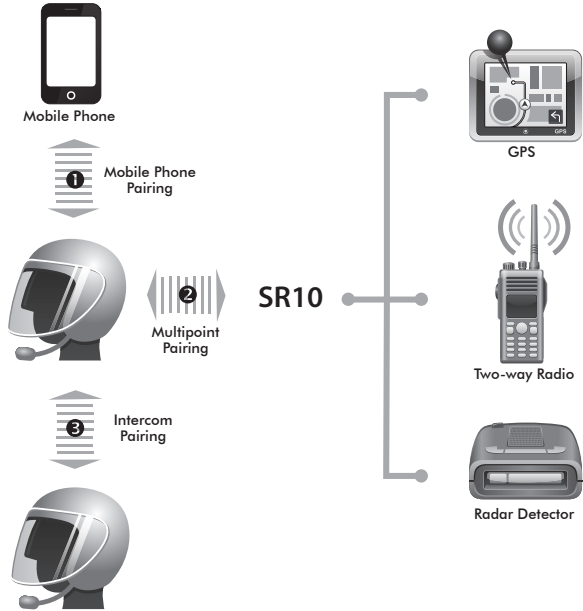 Mobile Phone
1
Mobile Phone
Pairing
2
Multipoint
Pairing
SR10
3
Intercom
Pairing
GPS
GPS
Two-way Radio
Radar Detector